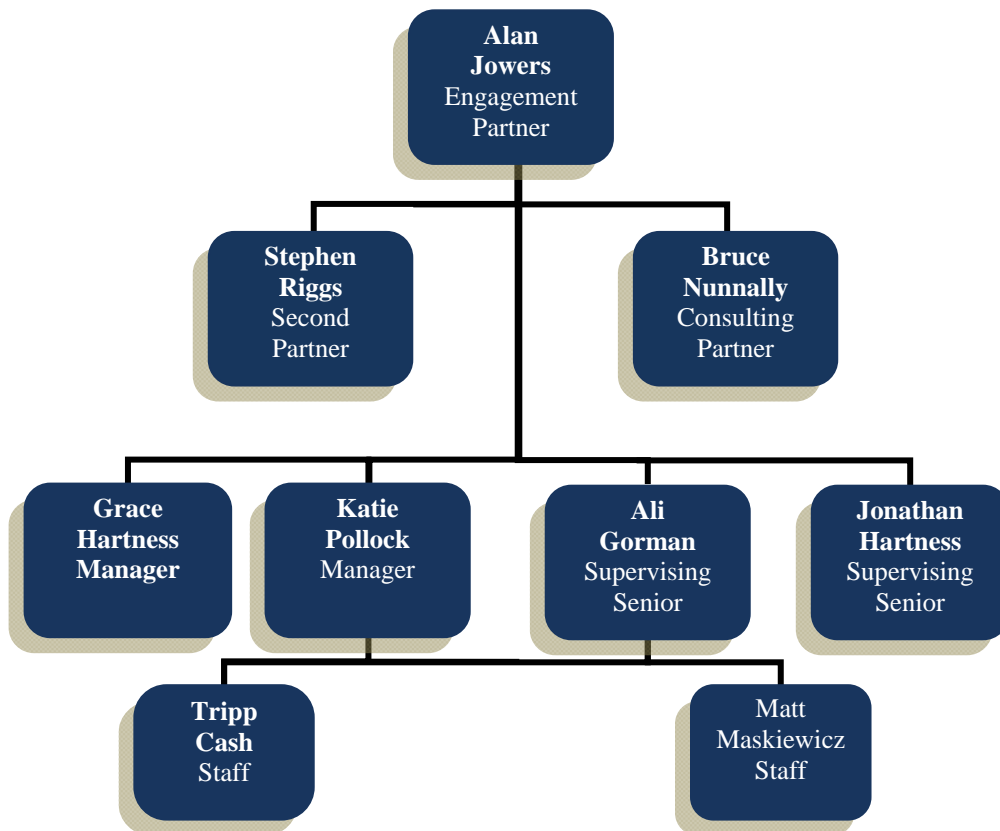 Alan
Jowers
Engagement
Partner
Stephen
Riggs
Second
Partner
Bruce
Nunnally
Consulting
Partner
Grace
Hartness
Manager
Katie
Pollock
Manager
Ali
Gorman
Supervising
Senior
Jonathan
Hartness
Supervising
Senior
Tripp
Cash
Staff
Matt
Maskiewicz
Staff